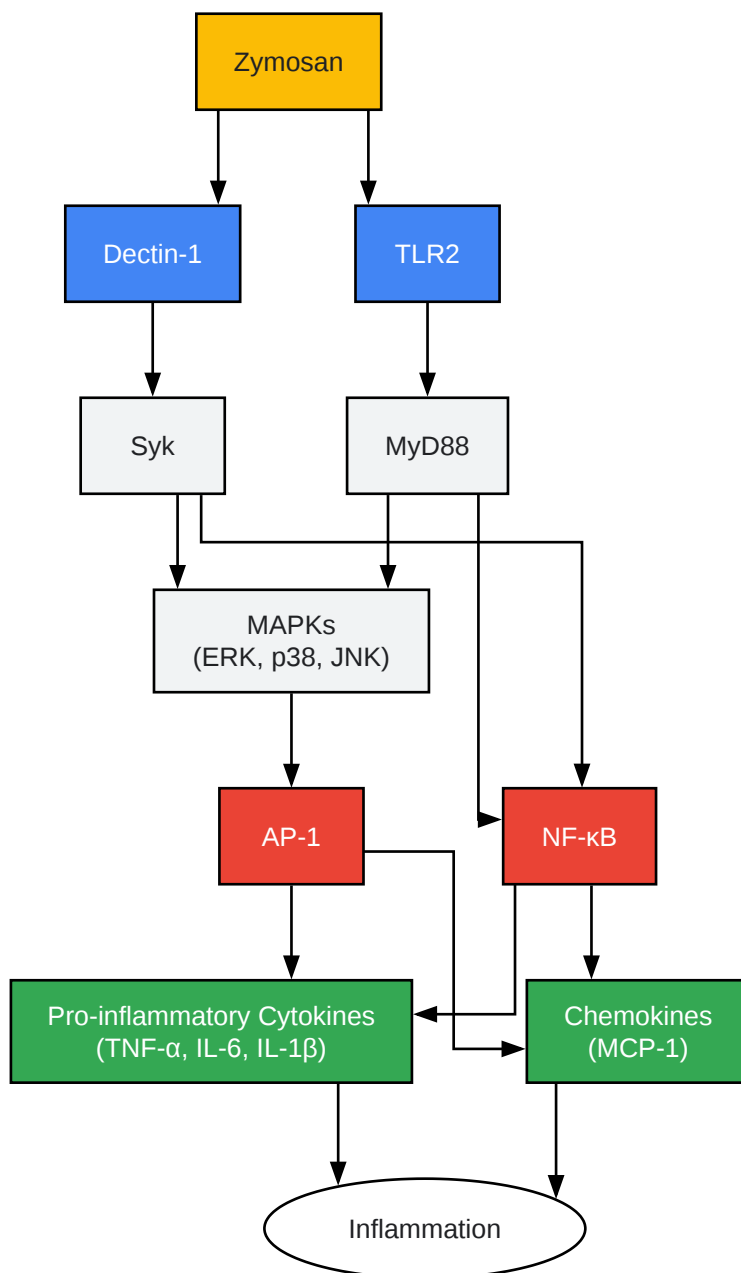 Zymosan
Dectin-1
TLR2
Syk
MyD88
MAPKs
(ERK, p38, JNK)
AP-1
NF-κB
Pro-inflammatory Cytokines
(TNF-α, IL-6, IL-1β)
Chemokines
(MCP-1)
Inflammation